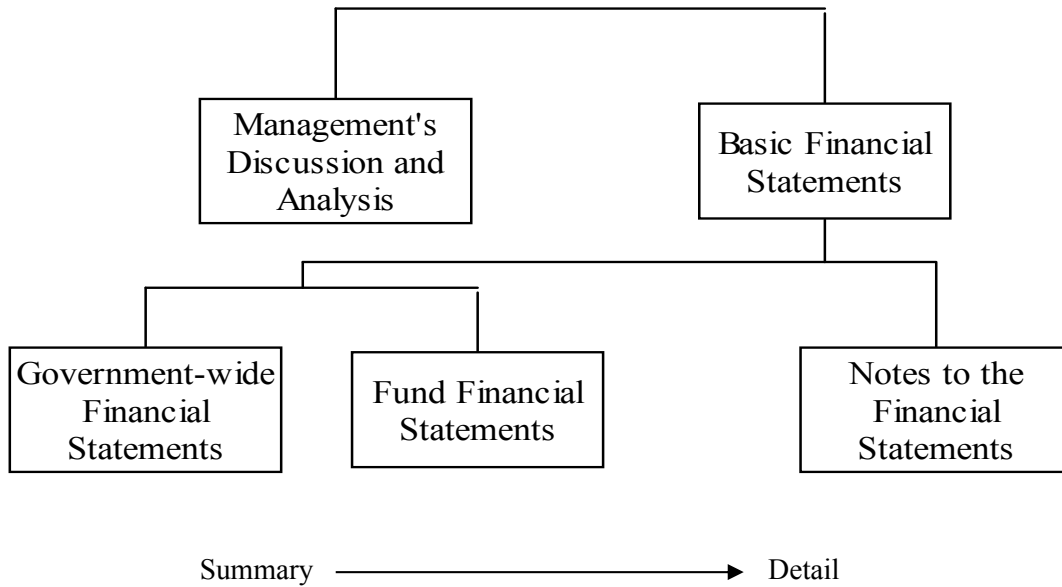 Management's
Discussion and
Analysis
Basic Financial
Statements
Government-wide
Financial
Statements
Fund Financial
Statements
Notes to the
Financial
Statements
Summary
Detail